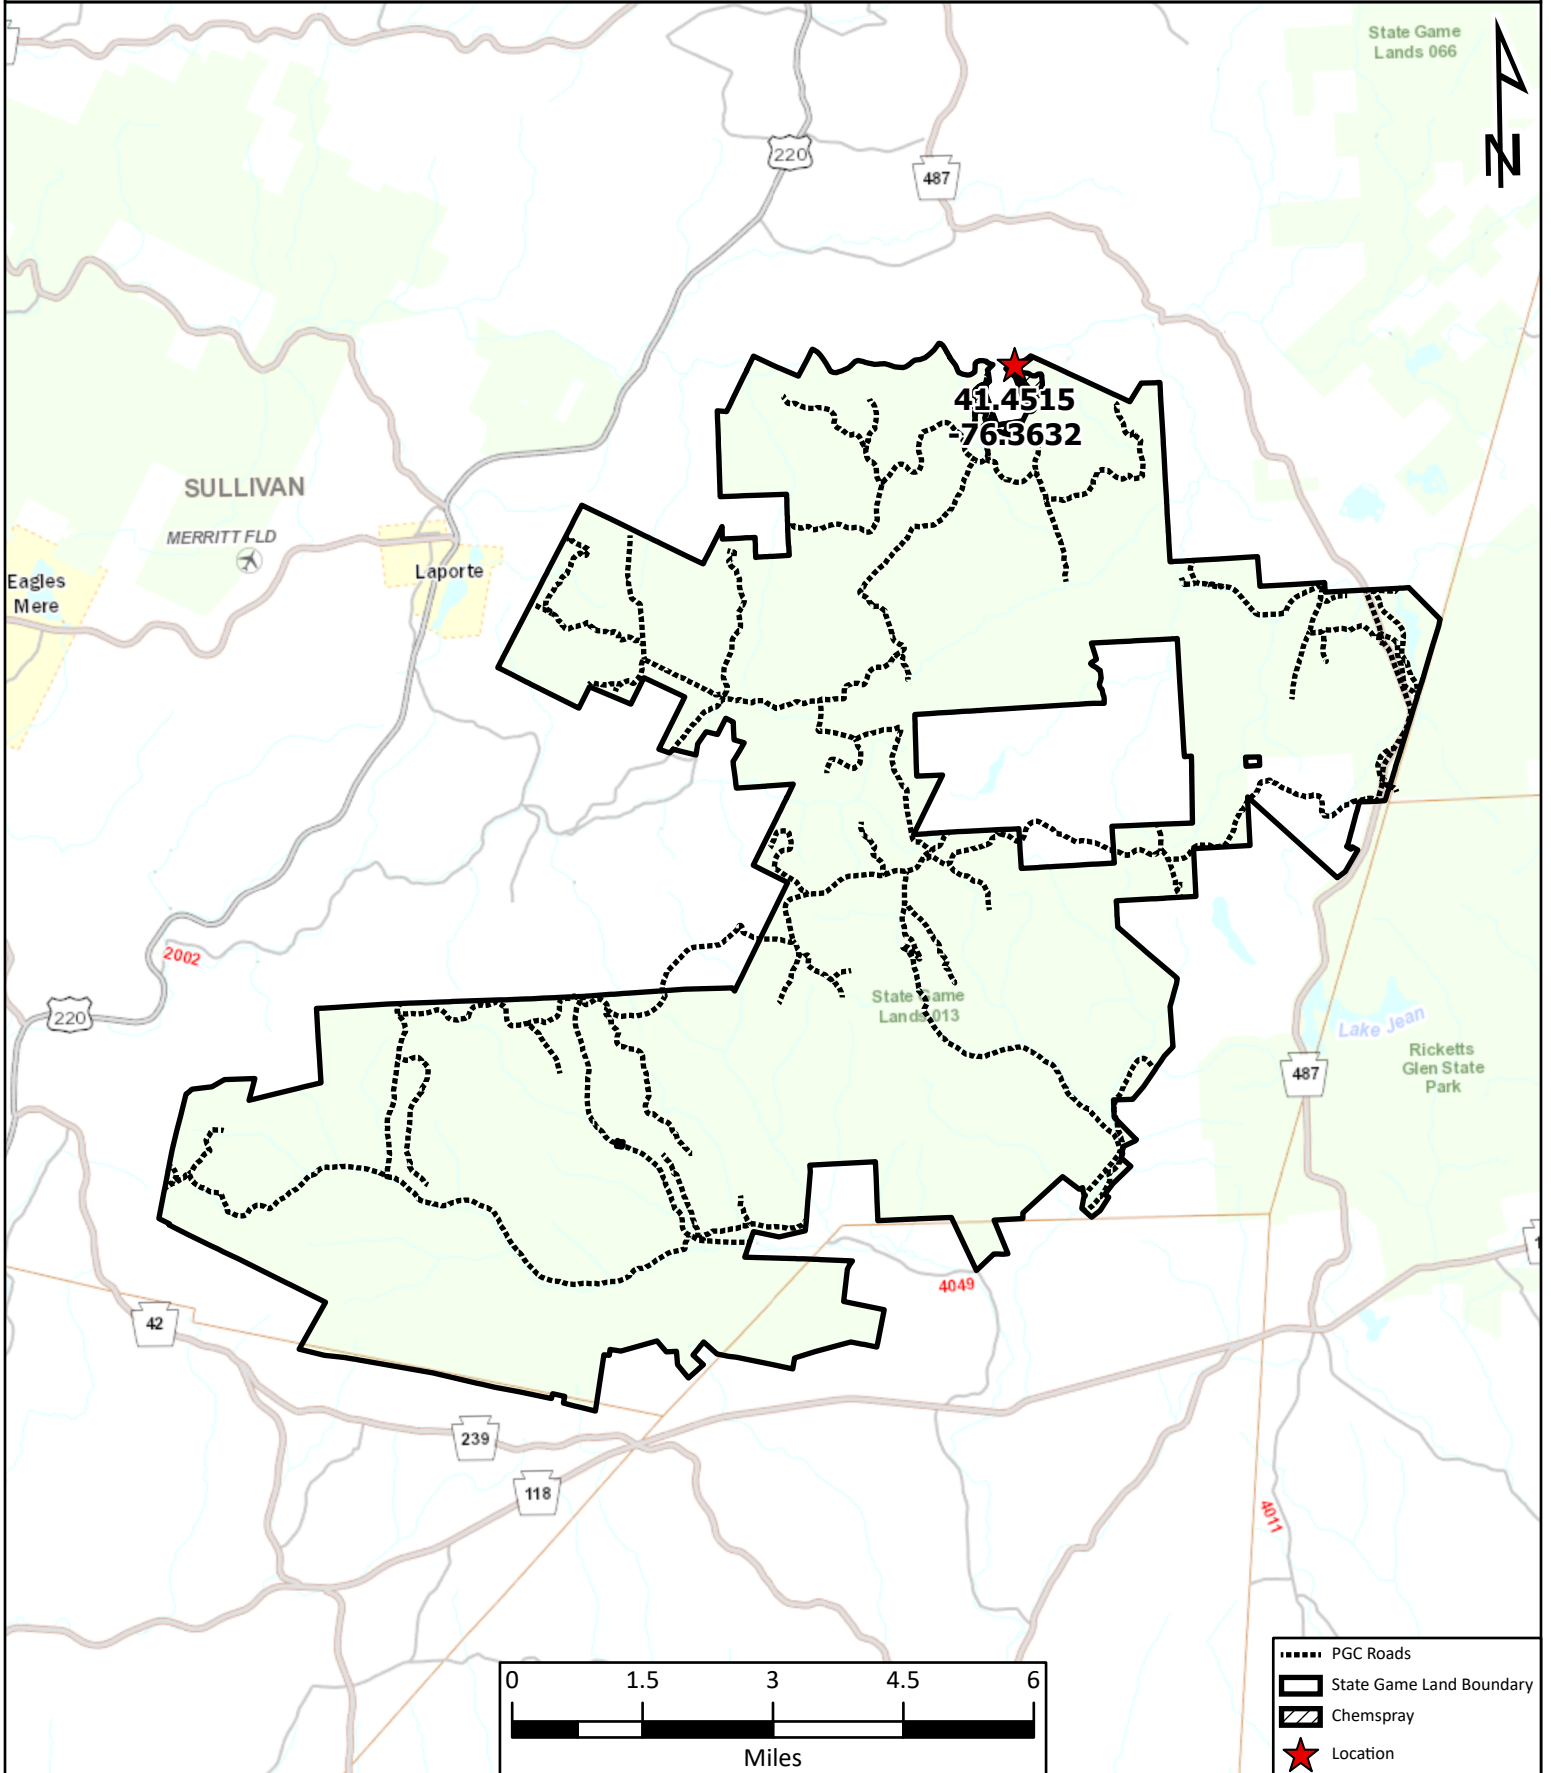 State Game
Lands 066
N
220
487
41.4515
-76.3632
SULLIVAN
MERRITT FLD
Laporte
Eagles
Mere
2002
220
State Game
Lands 013
Lake Jean
Ricketts
Glen State
Park
487
4049
42
239
118
4011
0 1.5 3 4.5 6
Miles
PGC Roads
State Game Land Boundary
Chemspray
Location